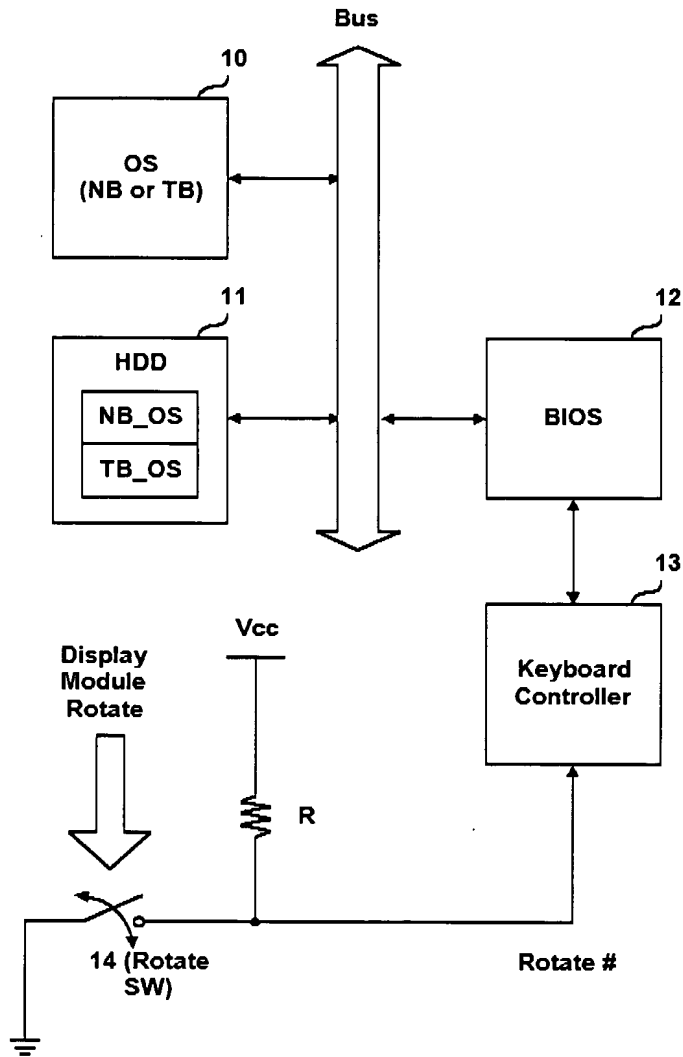 Bus
10
OS
(NB or TB)
11
HDD
NB_OS
TB_OS
12
BIOS
13
Keyboard
Controller
Vcc
R
Display
Module
Rotate
14 (Rotate
SW)
Rotate #